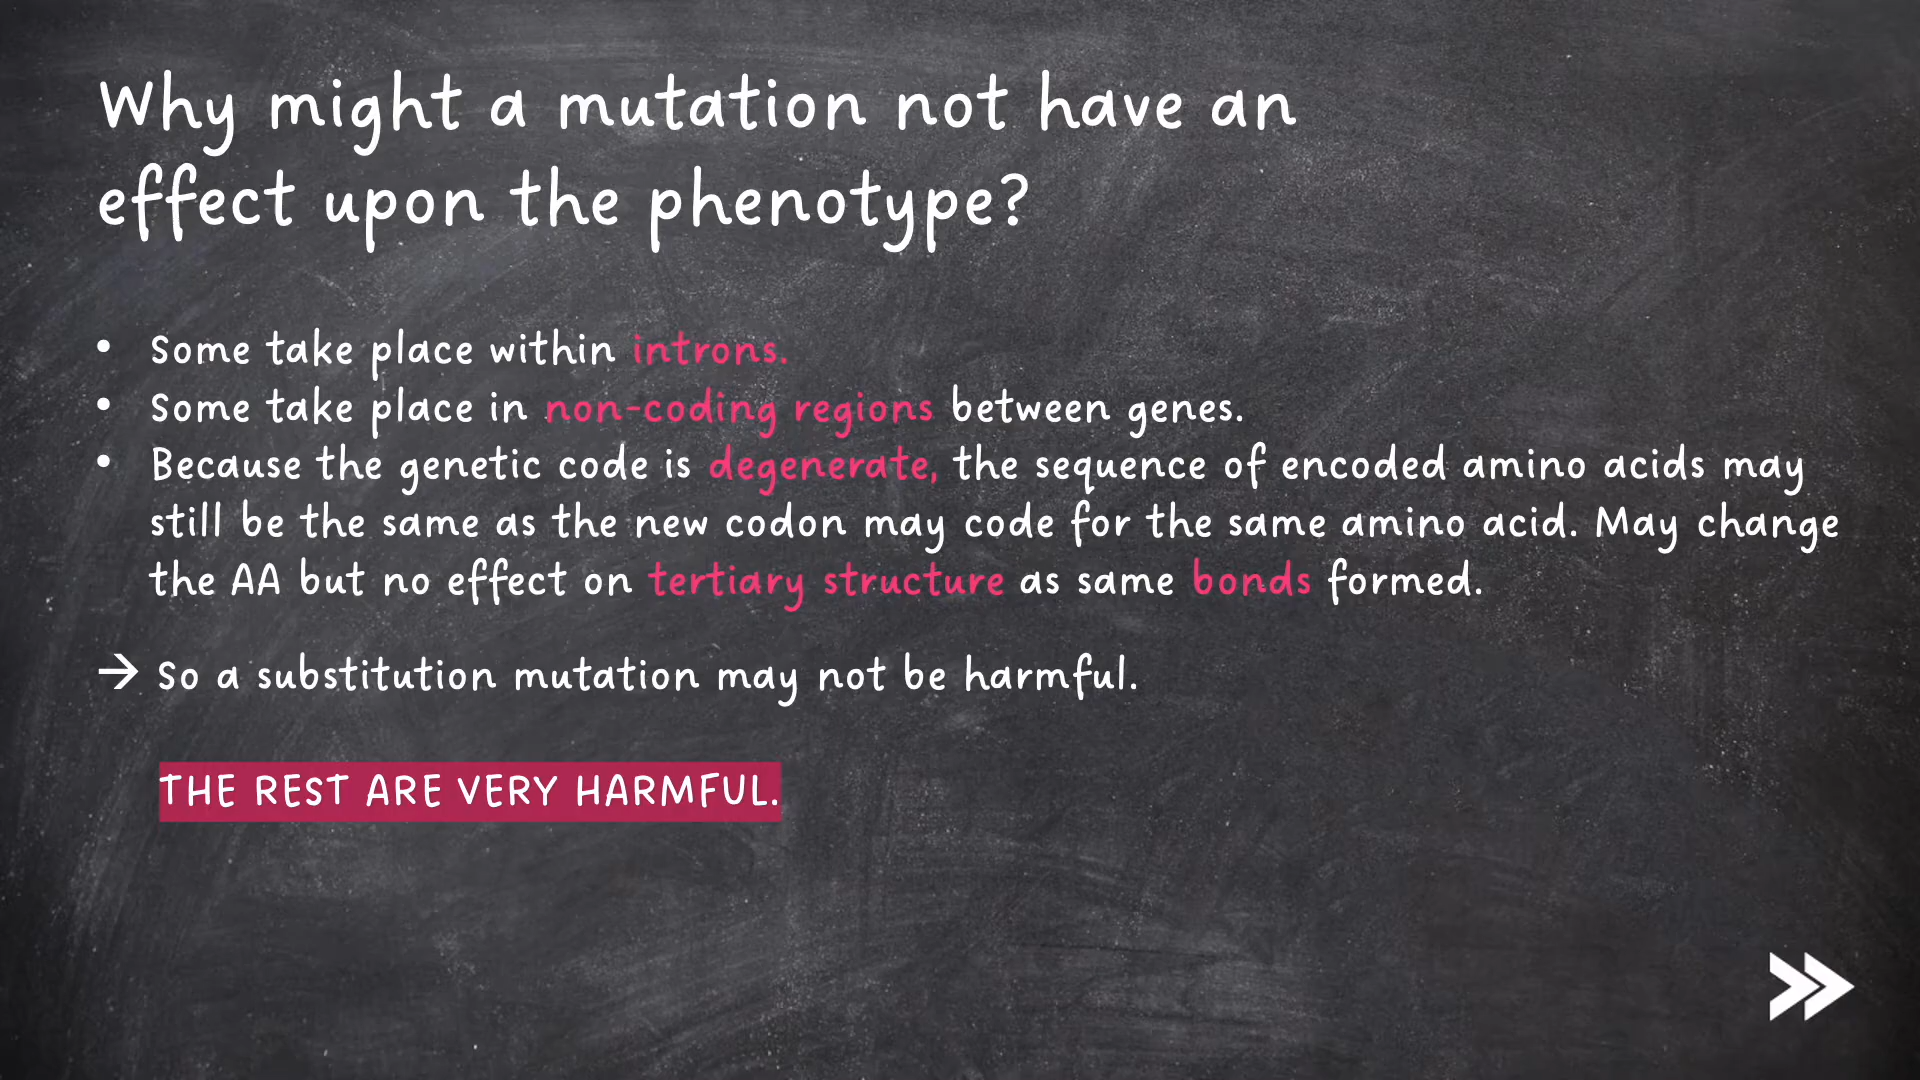 Why might a mutation not have an
effect upon the phenotype?
• Some take place within introns.
• Some take place in non-coding regions between genes.
• Because the genetic code is degenerate, the sequence of encoded amino acids may
still be the same as the new codon may code for the same amino acid. May change
the AA but no effect on tertiary structure as same bonds formed.
→ So a substitution mutation may not be harmful.
THE REST ARE VERY HARMFUL.